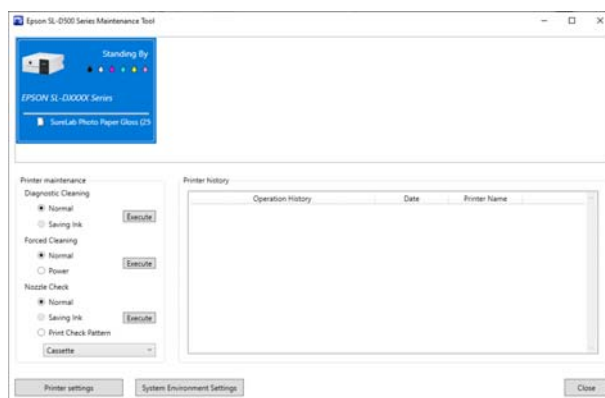 Epson SL-D500 Series Maintenance Tool
Standing By
EPSON SL-DXXXX Series
SureLab Photo Paper Gloss (25
Printer maintenance
Diagnostic Cleaning
Normal
Saving Ink
Execute
Forced Cleaning
Normal
Power
Execute
Nozzle Check
Normal
Saving Ink
Execute
Print Check Pattern
Cassette
Printer history
Operation History Date Printer Name
Printer settings System Environment Settings Close